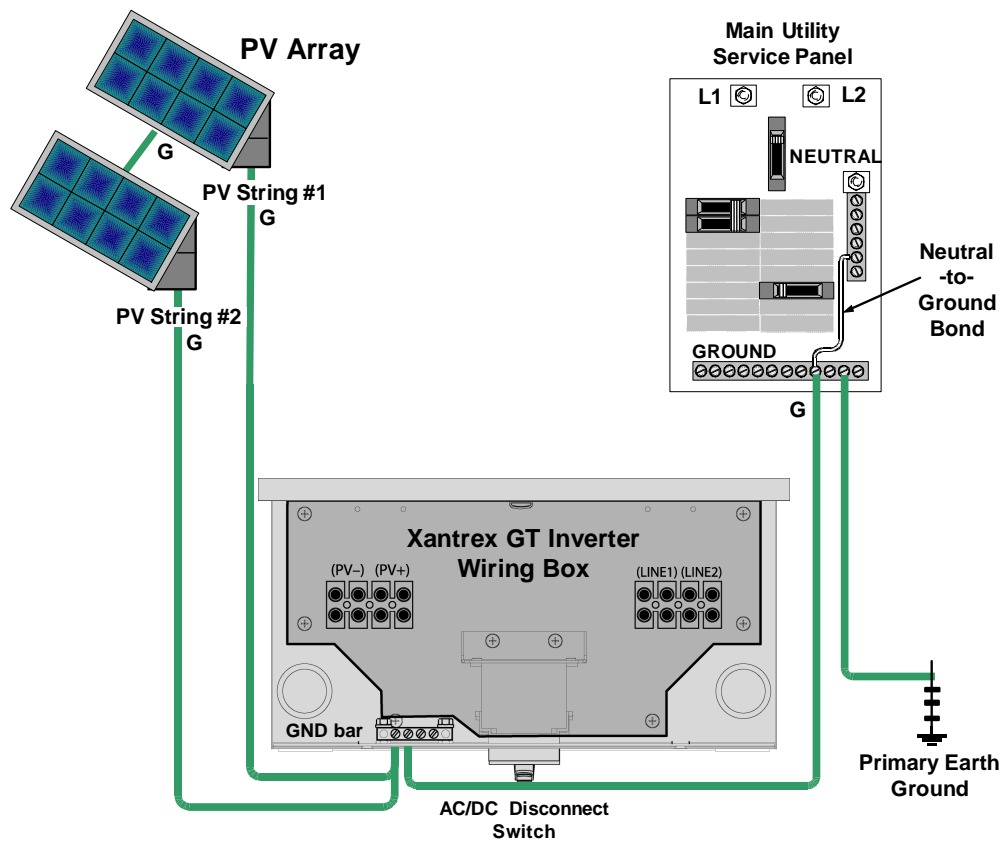 PV Array
G
PV String #1
G
PV String #2
G
Main Utility
Service Panel
L1
L2
NEUTRAL
GROUND
G
Neutral
-to-
Ground
Bond
Xantrex GT Inverter
Wiring Box
(PV−) (PV+)
(LINE1) (LINE2)
GND bar
AC/DC Disconnect
Switch
Primary Earth
Ground